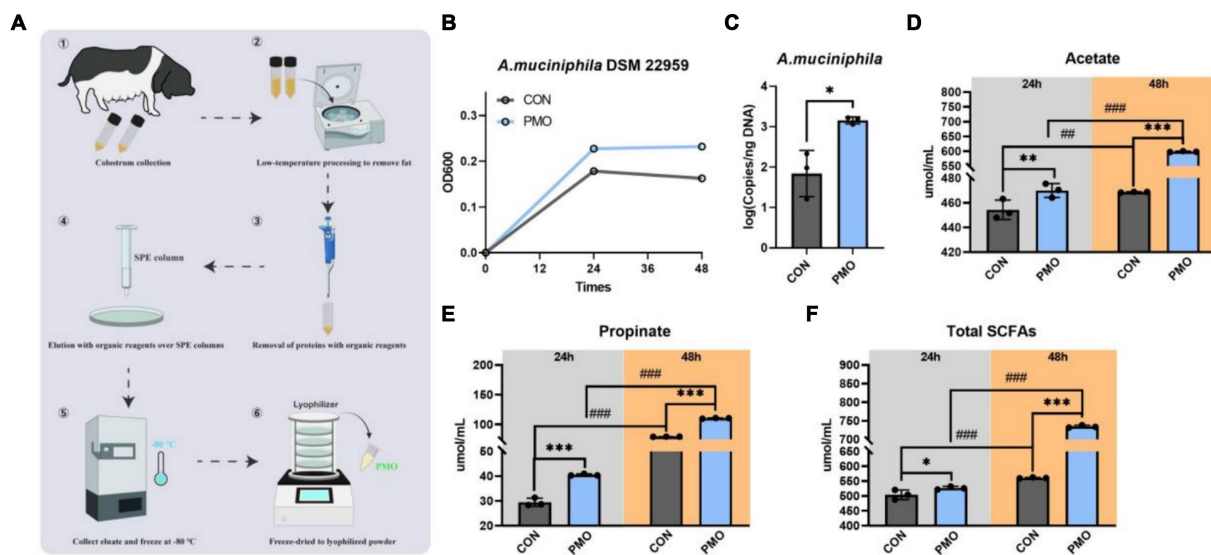 A
①
②
Colostrum collection
Low-temperature processing to remove fat
④
③
SPE column
Elution with organic reagents over SPE columns
Removal of proteins with organic reagents
⑤
⑥
Lyophilizer
-80 °C
PMO
Collect eluate and freeze at -80 °C
Freeze-dried to lyophilized powder
B
A.muciniphila DSM 22959
CON
PMO
OD600
0.3
0.2
0.1
0.0
0 12 24 36 48
Times
C
A.muciniphila
log(Copies/ng DNA)
4
3
2
1
0
*
CON PMO
D
Acetate
24h 48h
umol/mL
800
750
700
650
600
550
500
480
460
440
420
###
##
***
**
CON PMO CON PMO
E
Propinate
24h 48h
umol/mL
200
150
100
50
40
30
20
###
###
***
***
CON PMO CON PMO
F
Total SCFAs
24h 48h
umol/mL
900
850
800
750
700
650
600
550
500
450
400
###
###
***
*
CON PMO CON PMO